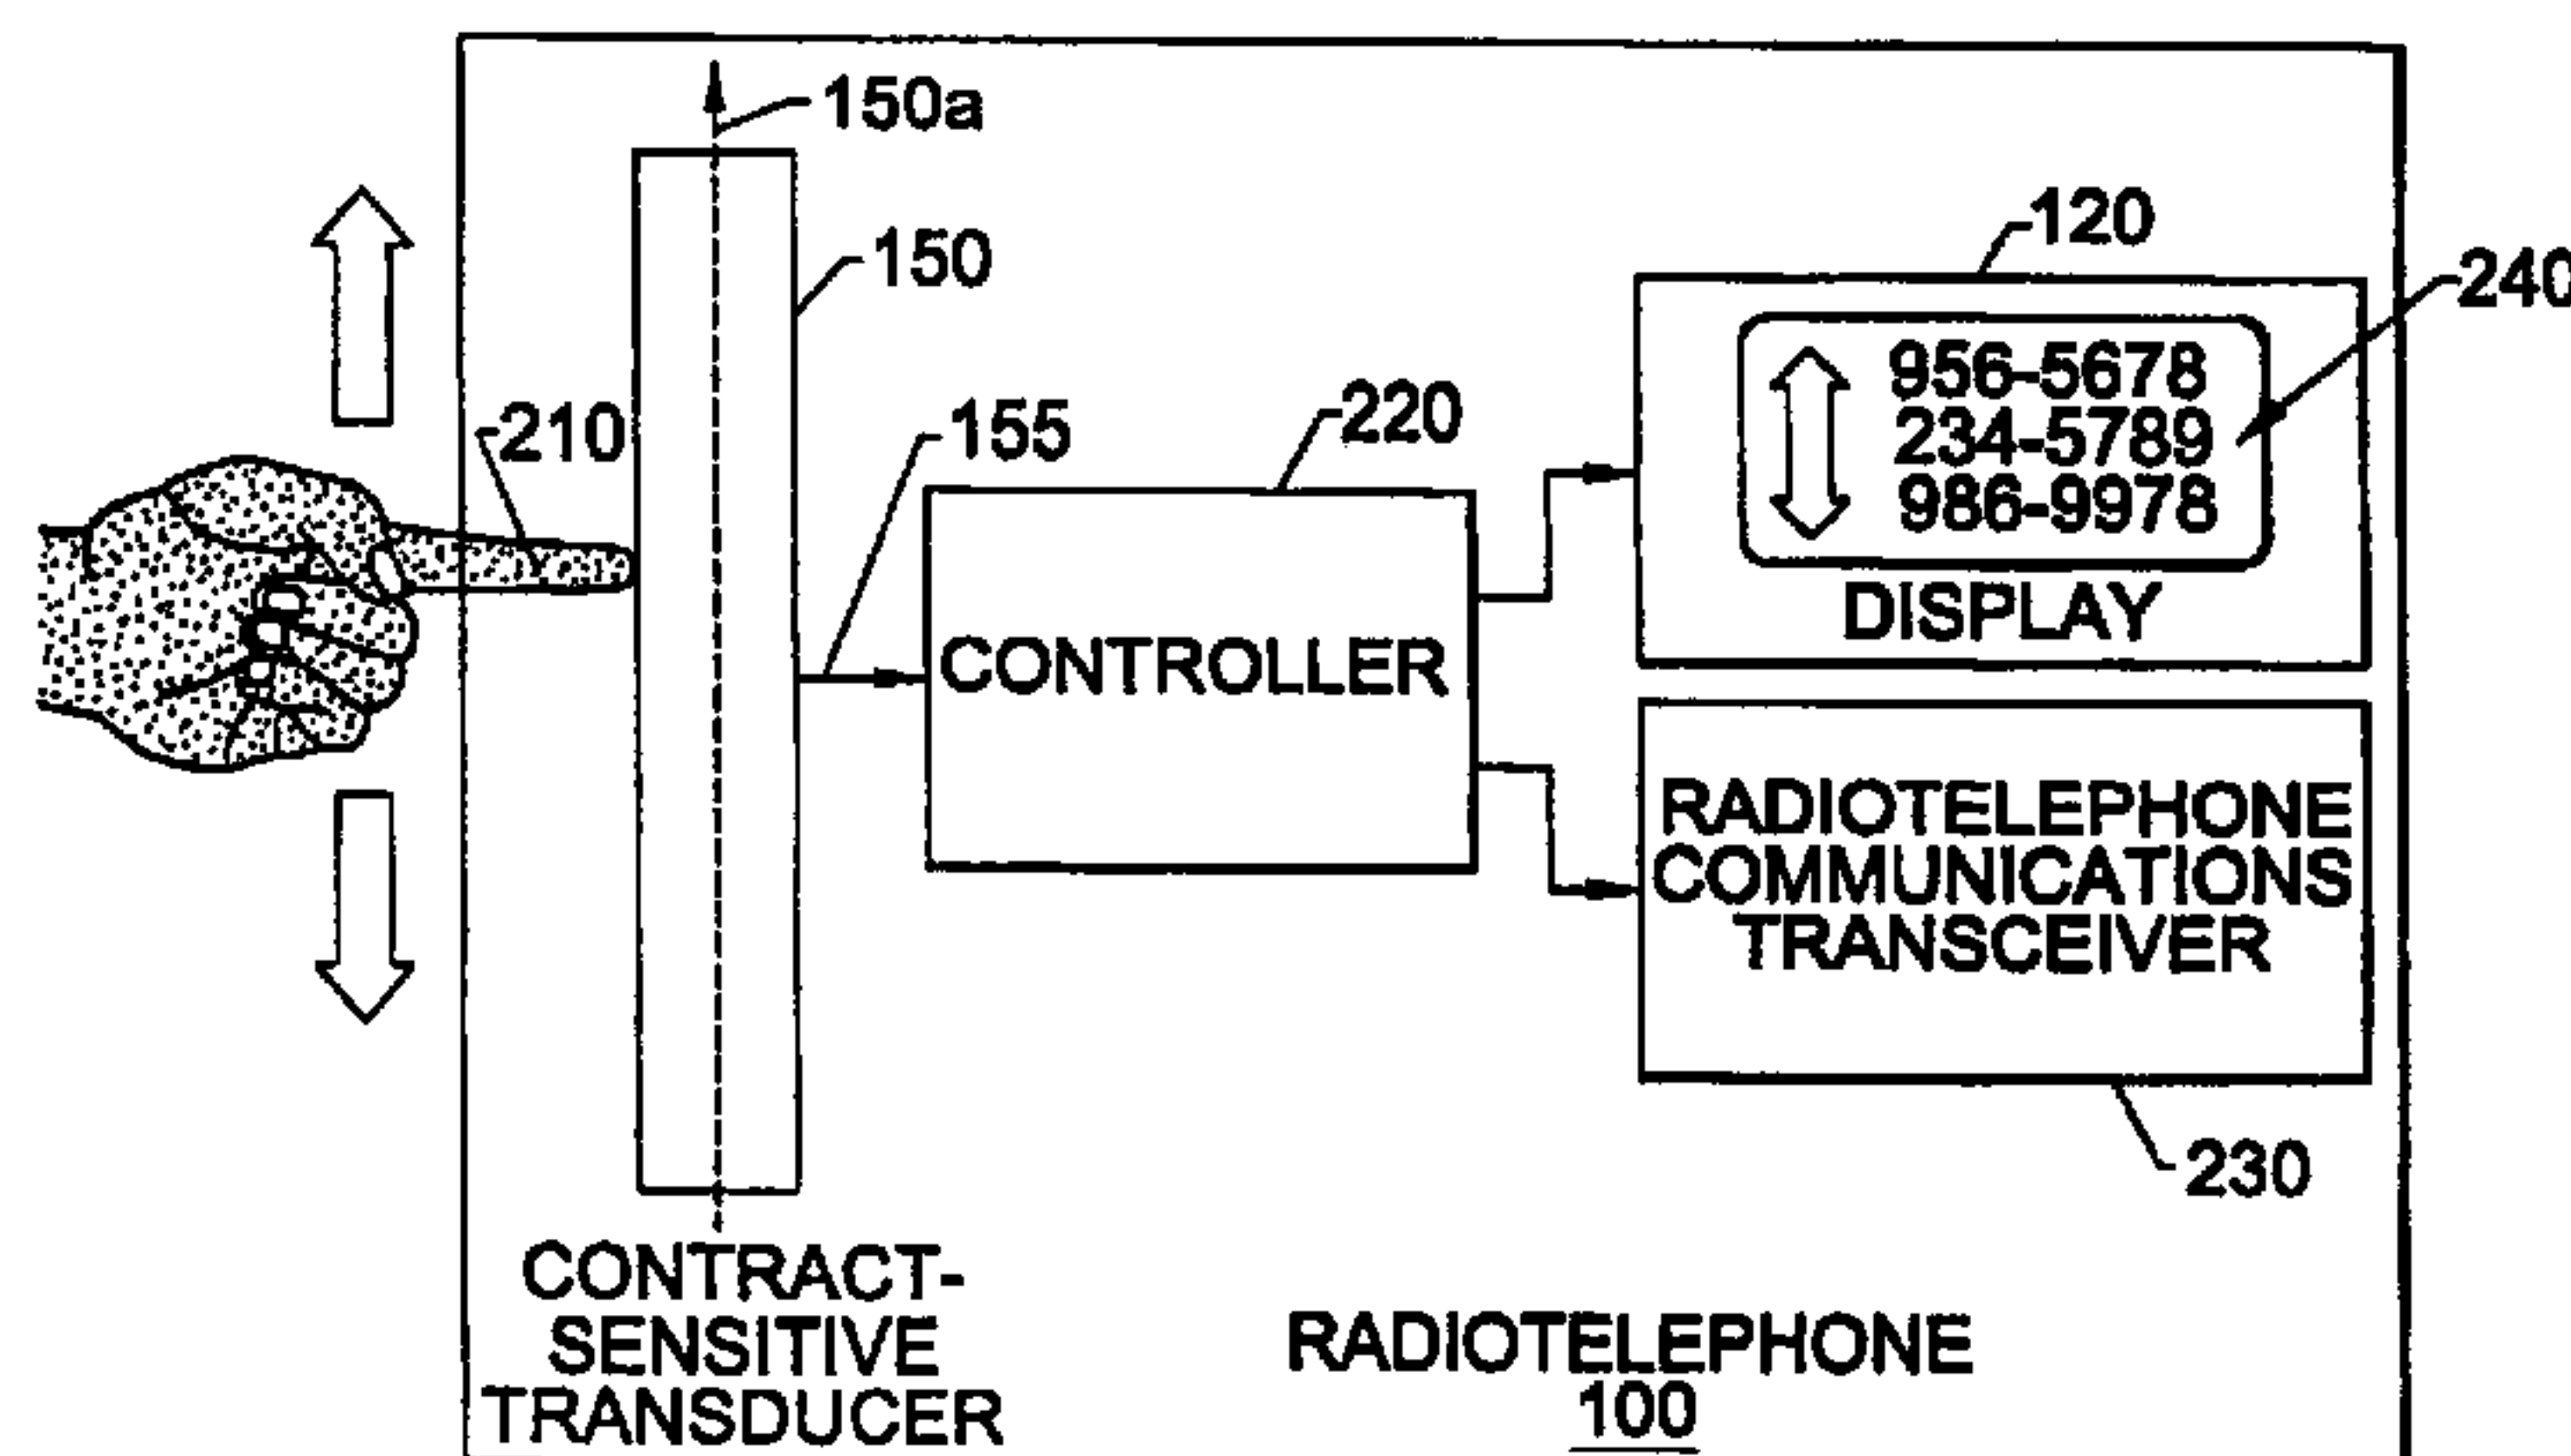 150a
150
120
240
956-5678
234-5789
986-9978
DISPLAY
210
155
220
CONTROLLER
RADIOTELEPHONE
COMMUNICATIONS
TRANSCEIVER
230
CONTRACT-
SENSITIVE
TRANSDUCER
RADIOTELEPHONE
100